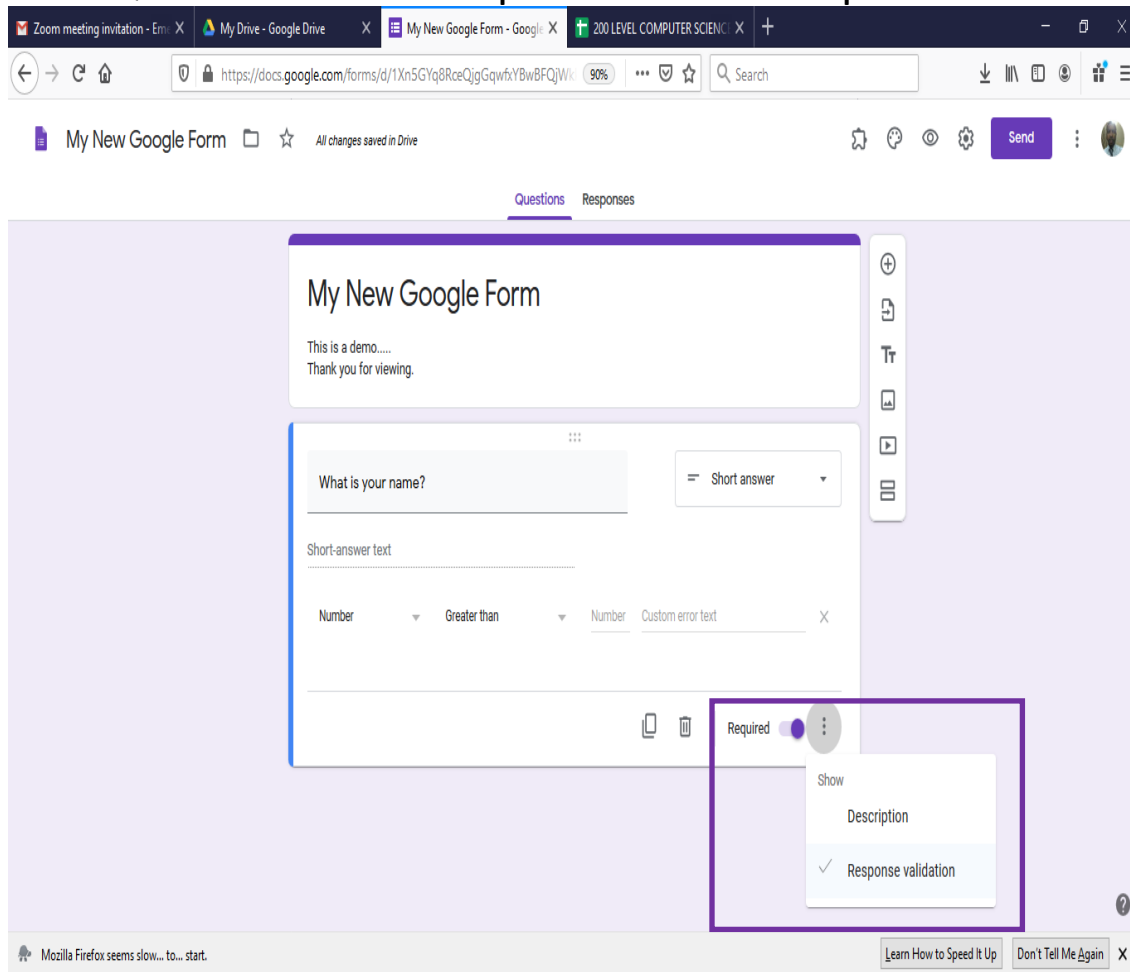 Zoom meeting invitation - Eme
My Drive - Google Drive
My New Google Form - Google
200 LEVEL COMPUTER SCIENC
https://docs.google.com/forms/d/1Xn5GYq8RceQjgGqwfxYBwBFQjWk
90%
Search
My New Google Form
All changes saved in Drive
Send
Questions
Responses
My New Google Form
This is a demo.....
Thank you for viewing.
What is your name?
Short answer
Short-answer text
Number
Greater than
Number
Custom error text
Required
Show
Description
Response validation
Mozilla Firefox seems slow... to... start.
Learn How to Speed It Up
Don't Tell Me Again